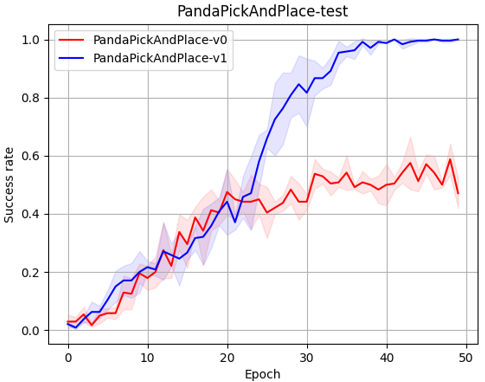 PandaPickAndPlace-test
PandaPickAndPlace-v0
PandaPickAndPlace-v1
Success rate
1.0
0.8
0.6
0.4
0.2
0.0
0 10 20 30 40 50
Epoch